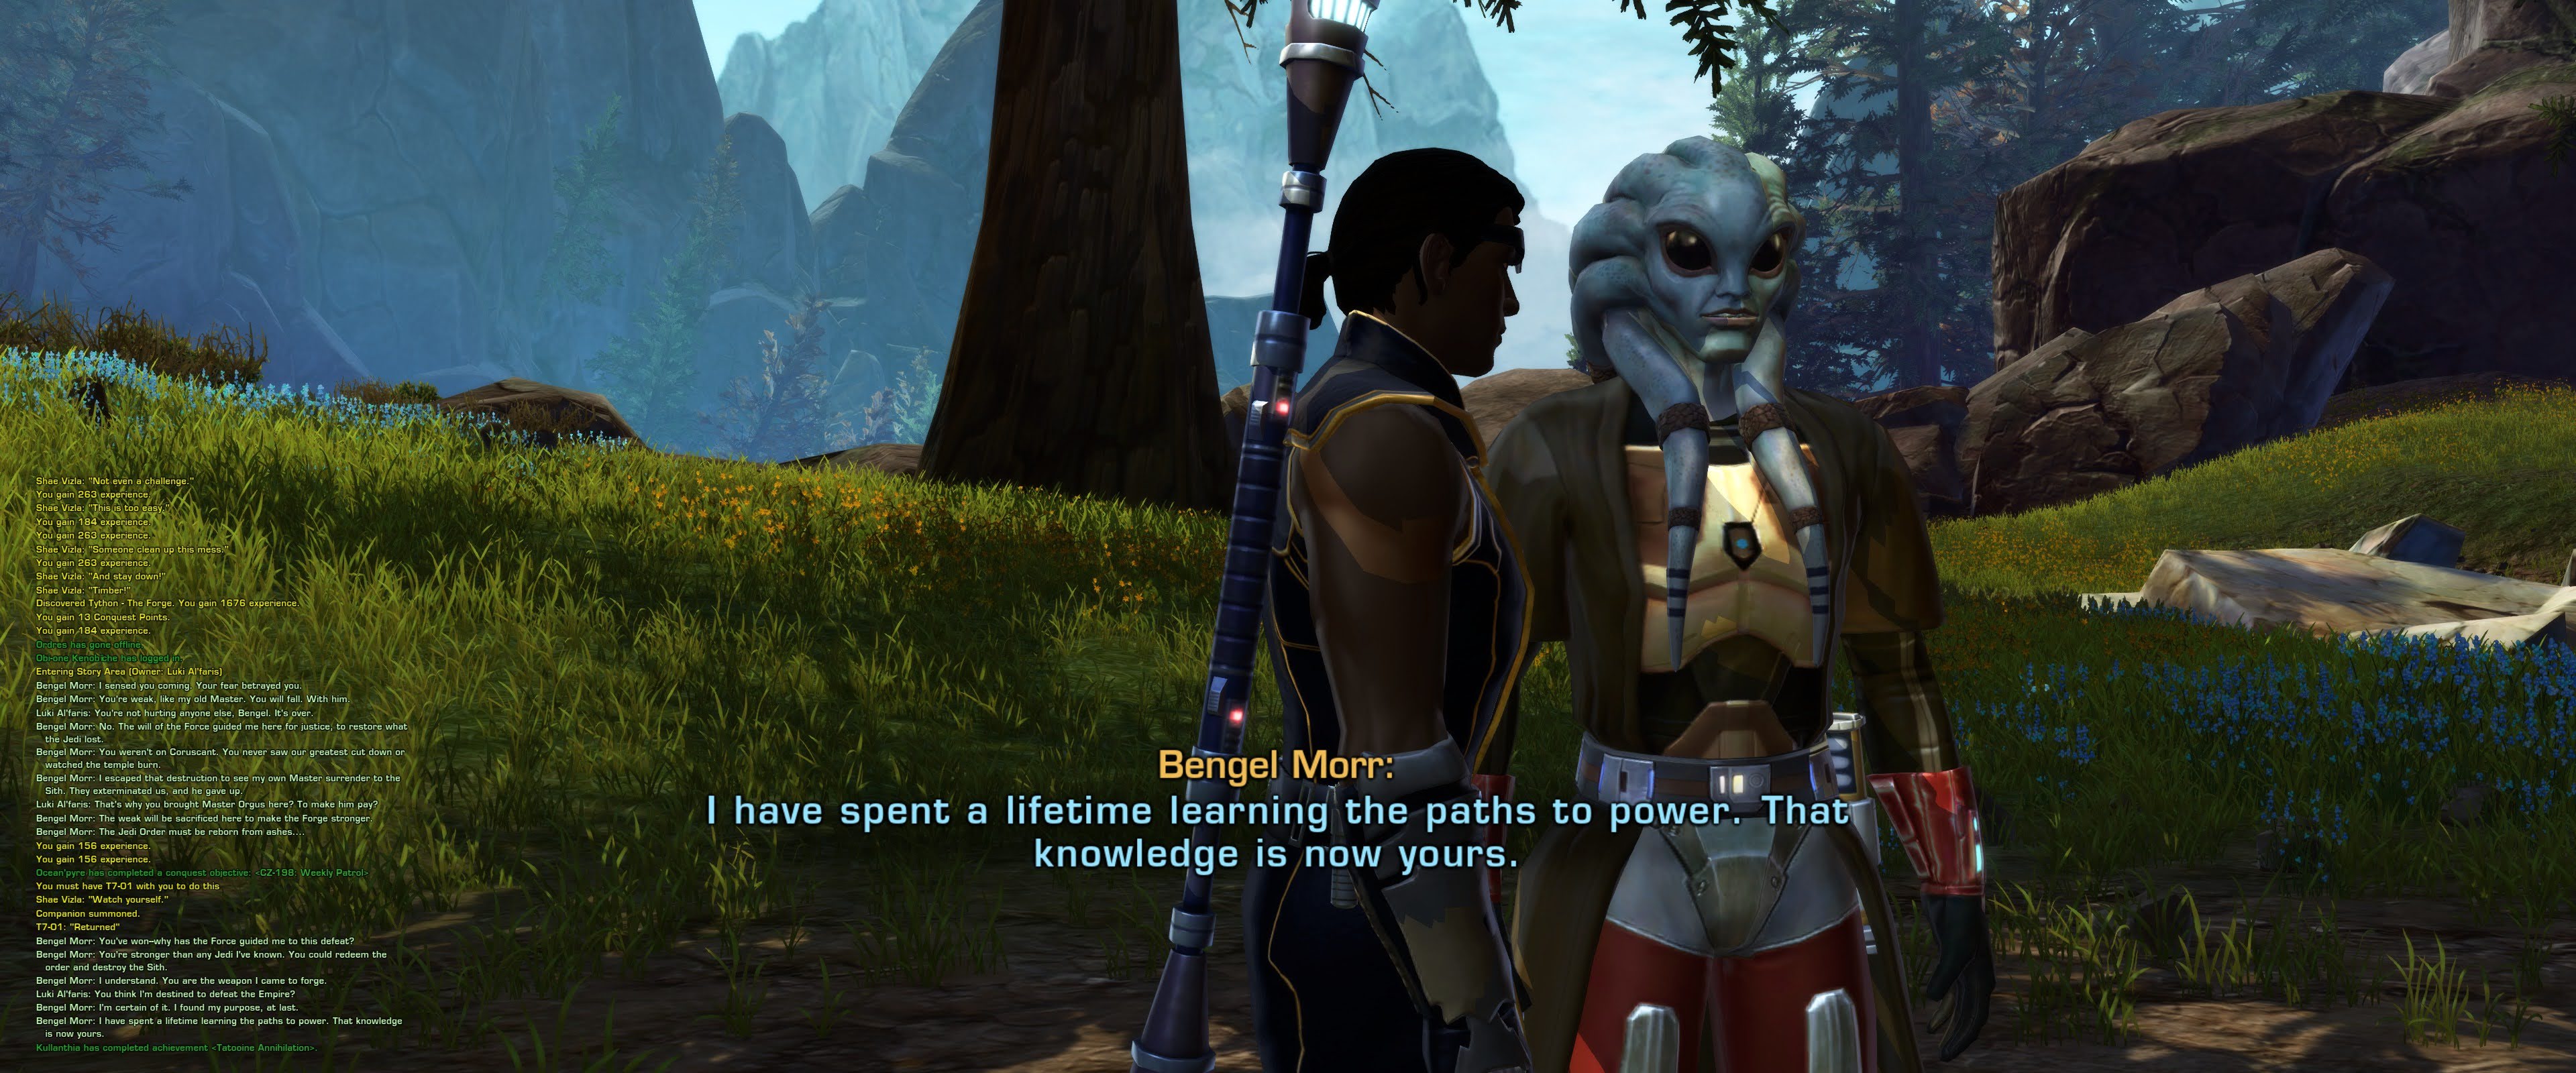 Shae Vizla: "Not even a challenge."
You gain 263 experience.
Shae Vizla: "This is too easy."
You gain 184 experience.
You gain 263 experience.
Shae Vizla: "Someone clean up this mess."
You gain 263 experience.
Shae Vizla: "And stay down!"
Shae Vizla: "Timber!"
Discovered Tython - The Forge. You gain 1676 experience.
You gain 13 Conquest Points.
You gain 184 experience.
Ordres has gone offline.
Obi-one Kenobiche has logged in.
Entering Story Area (Owner: Luki Al'faris)
Bengel Morr: I sensed you coming. Your fear betrayed you.
Bengel Morr: You're weak, like my old Master. You will fall. With him.
Luki Al'faris: You're not hurting anyone else, Bengel. It's over.
Bengel Morr: No. The will of the Force guided me here for justice, to restore what
the Jedi lost.
Bengel Morr: You weren't on Coruscant. You never saw our greatest cut down or
watched the temple burn.
Bengel Morr: I escaped that destruction to see my own Master surrender to the
Sith. They exterminated us, and he gave up.
Luki Al'faris: That's why you brought Master Orgus here? To make him pay?
Bengel Morr: The weak will be sacrificed here to make the Forge stronger.
Bengel Morr: The Jedi Order must be reborn from ashes....
You gain 156 experience.
You gain 156 experience.
Ocean'pyre has completed a conquest objective: <CZ-198: Weekly Patrol>
You must have T7-01 with you to do this
Shae Vizla: "Watch yourself."
Companion summoned.
T7-01: "Returned"
Bengel Morr: You've won—why has the Force guided me to this defeat?
Bengel Morr: You're stronger than any Jedi I've known. You could redeem the
order and destroy the Sith.
Bengel Morr: I understand. You are the weapon I came to forge.
Luki Al'faris: You think I'm destined to defeat the Empire?
Bengel Morr: I'm certain of it. I found my purpose, at last.
Bengel Morr: I have spent a lifetime learning the paths to power. That knowledge
is now yours.
Kullanthia has completed achievement <Tatooine Annihilation>.
Bengel Morr:
I have spent a lifetime learning the paths to power. That
knowledge is now yours.